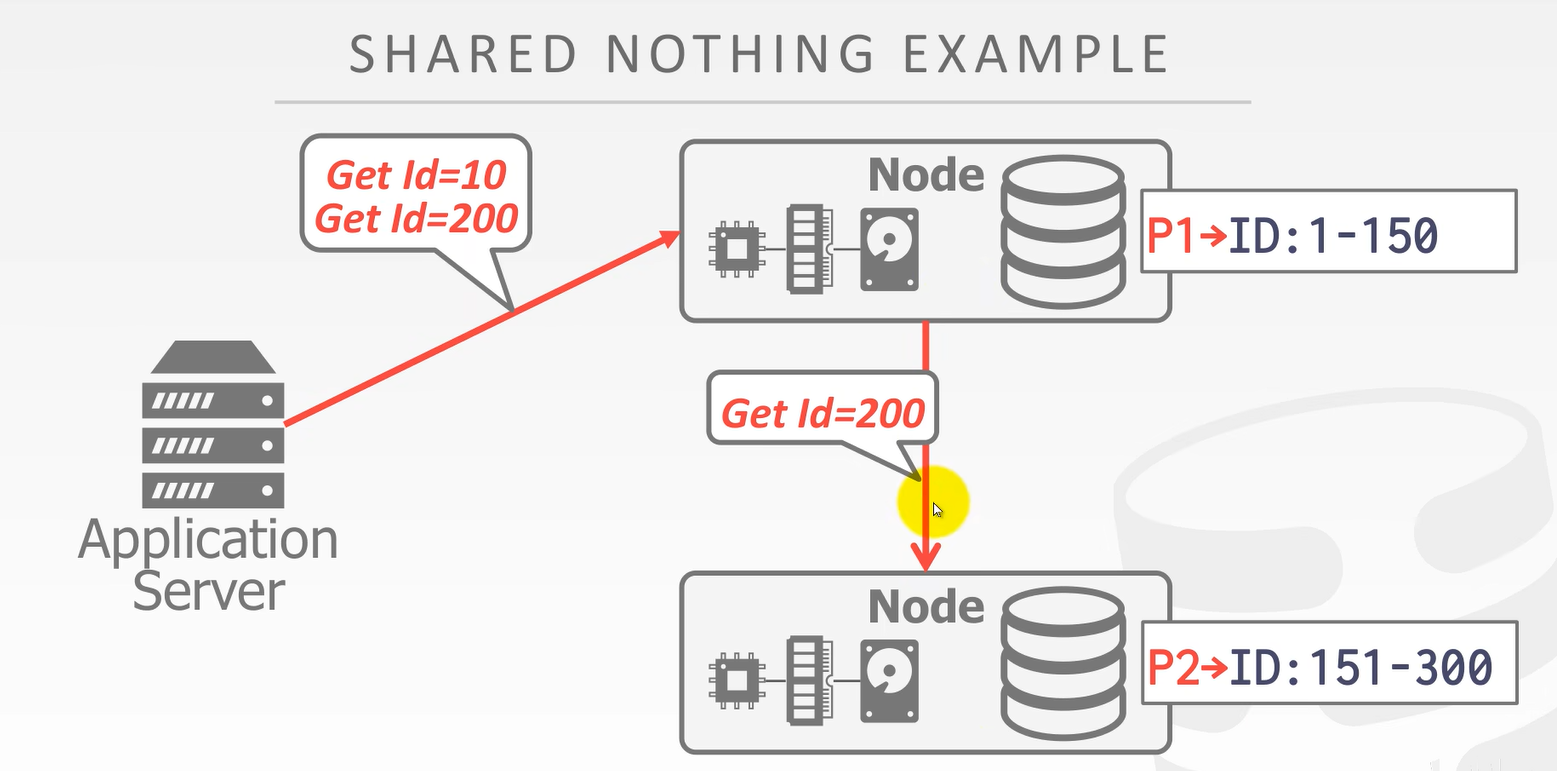 SHARED NOTHING EXAMPLE
Get Id=10
Get Id=200
Node
P1→ID:1-150
Get Id=200
Application
Server
Node
P2→ID:151-300